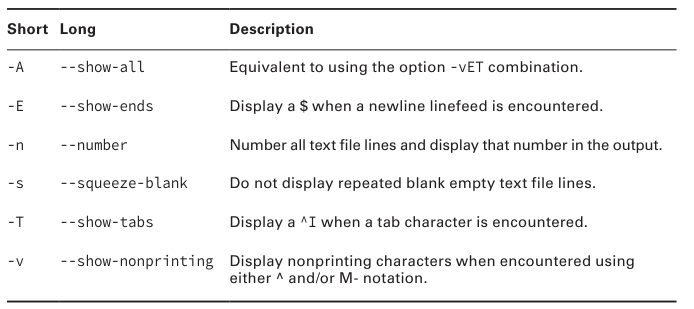 Short Long Description
-A --show-all Equivalent to using the option -vET combination.
-E --show-ends Display a $ when a newline linefeed is encountered.
-n --number Number all text file lines and display that number in the output.
-s --squeeze-blank Do not display repeated blank empty text file lines.
-T --show-tabs Display a ^I when a tab character is encountered.
-v --show-nonprinting Display nonprinting characters when encountered using
either ^ and/or M- notation.